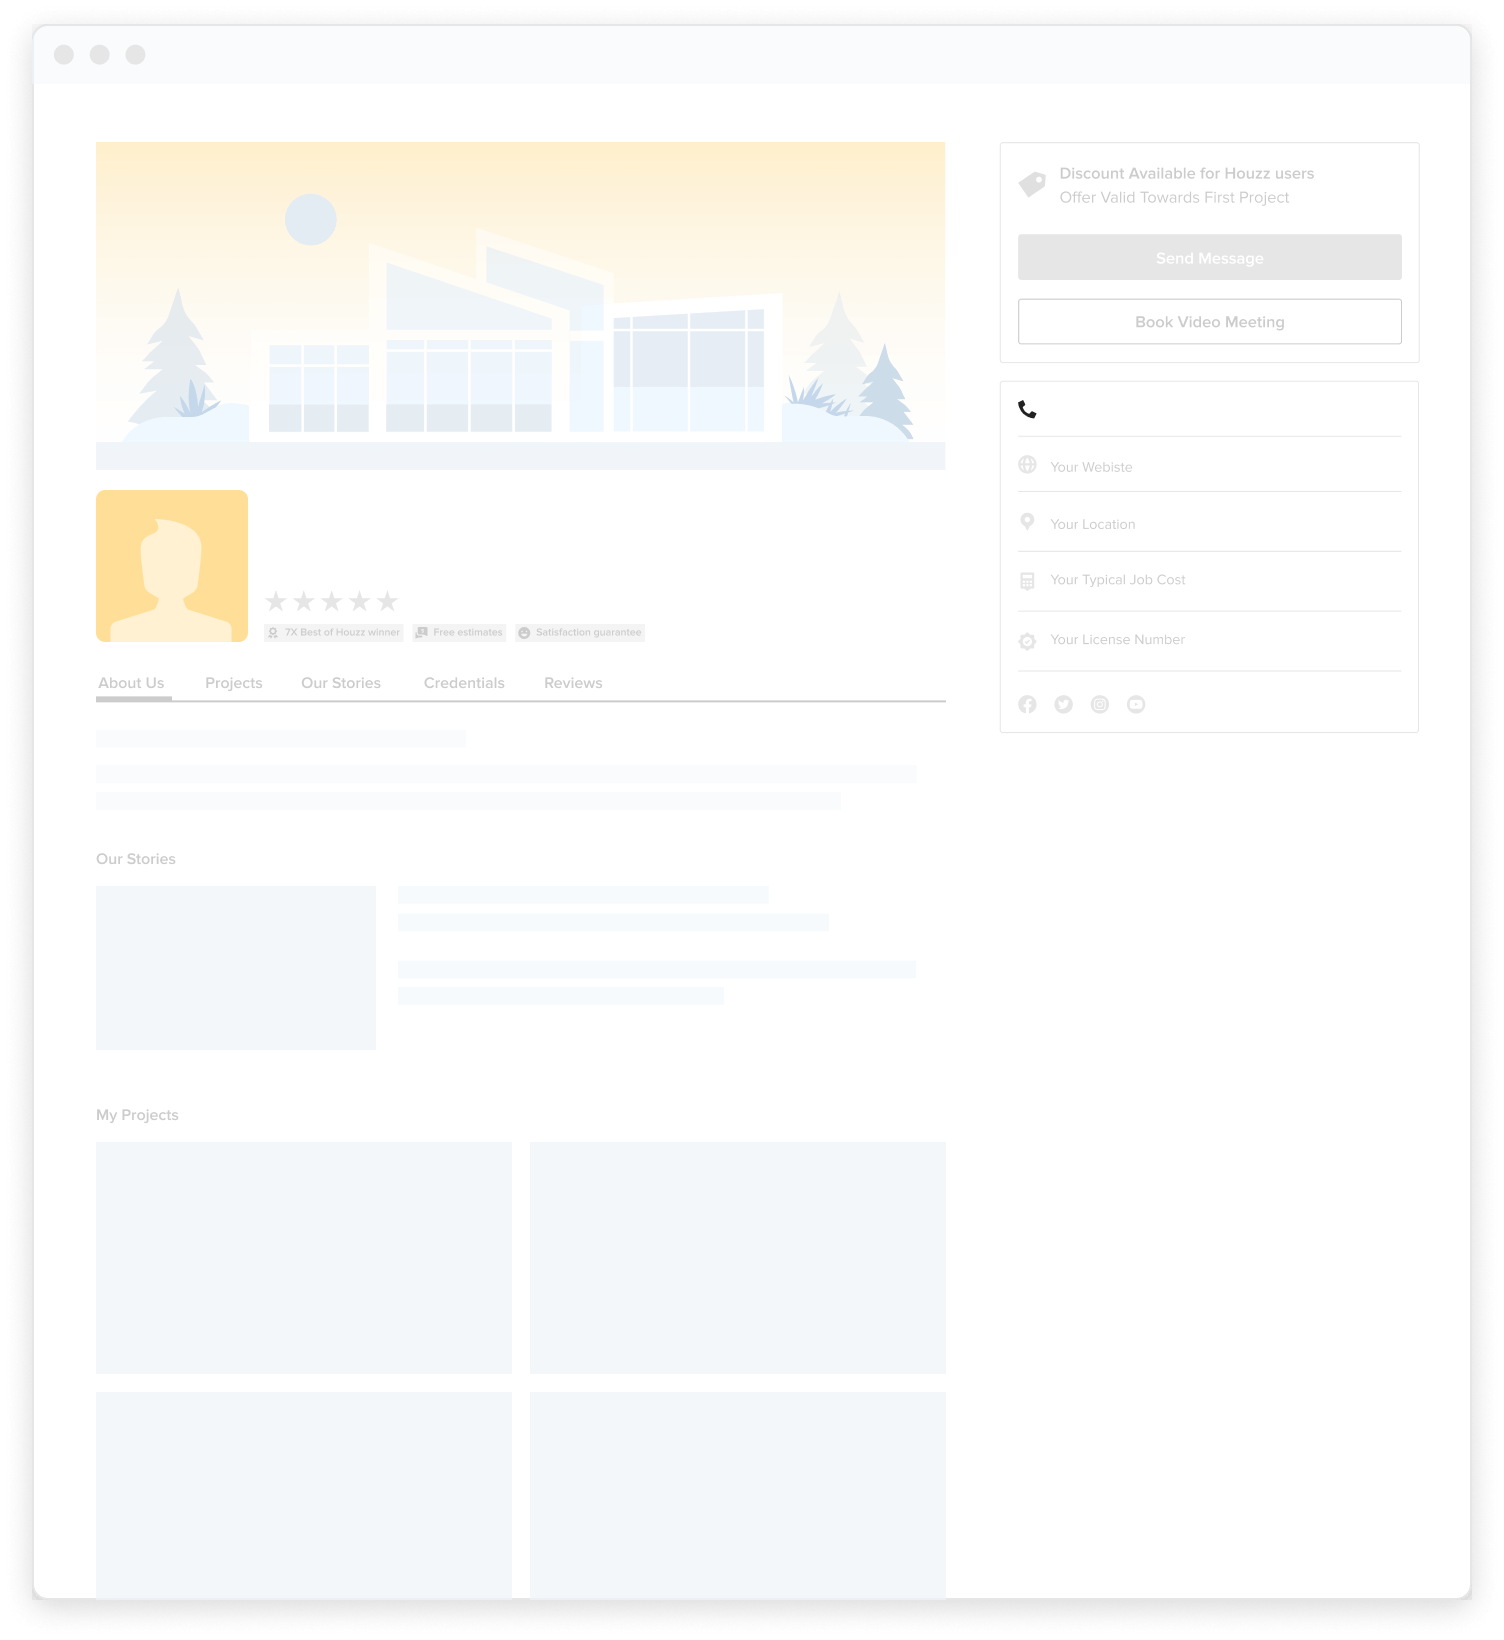 Discount Available for Houzz users
Offer Valid Towards First Project
Send Message
Book Video Meeting
Your Webiste
Your Location
Your Typical Job Cost
Your License Number
7X Best of Houzz winner
Free estimates
Satisfaction guarantee
About Us
Projects
Our Stories
Credentials
Reviews
Our Stories
My Projects